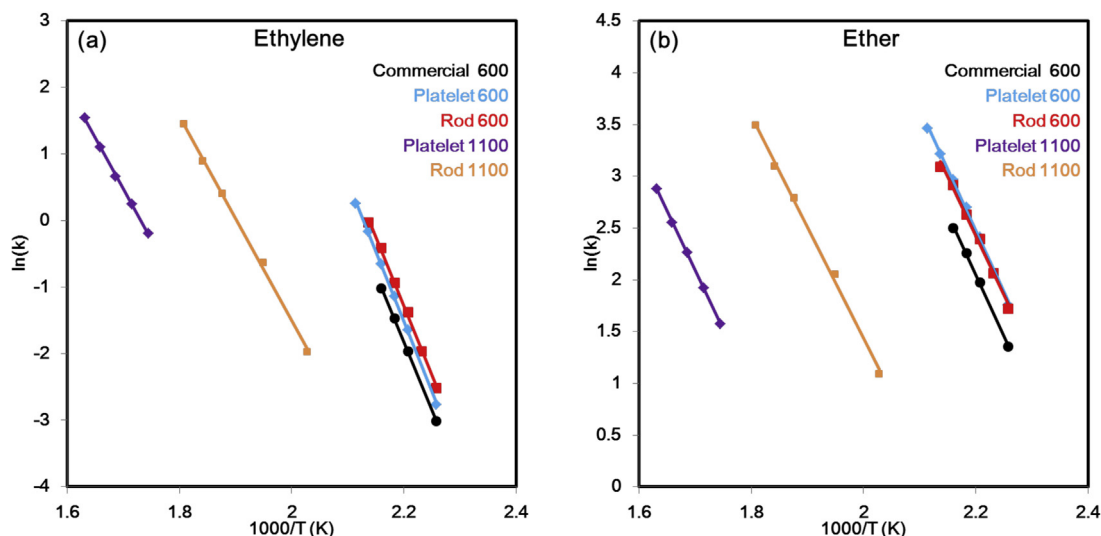 (a)
Ethylene
Commercial 600
Platelet 600
Rod 600
Platelet 1100
Rod 1100
3
2
1
0
-1
-2
-3
-4
ln(k)
1.6
1.8
2
2.2
2.4
1000/T (K)
(b)
Ether
Commercial 600
Platelet 600
Rod 600
Platelet 1100
Rod 1100
4.5
4
3.5
3
2.5
2
1.5
1
0.5
0
ln(k)
1.6
1.8
2
2.2
2.4
1000/T (K)